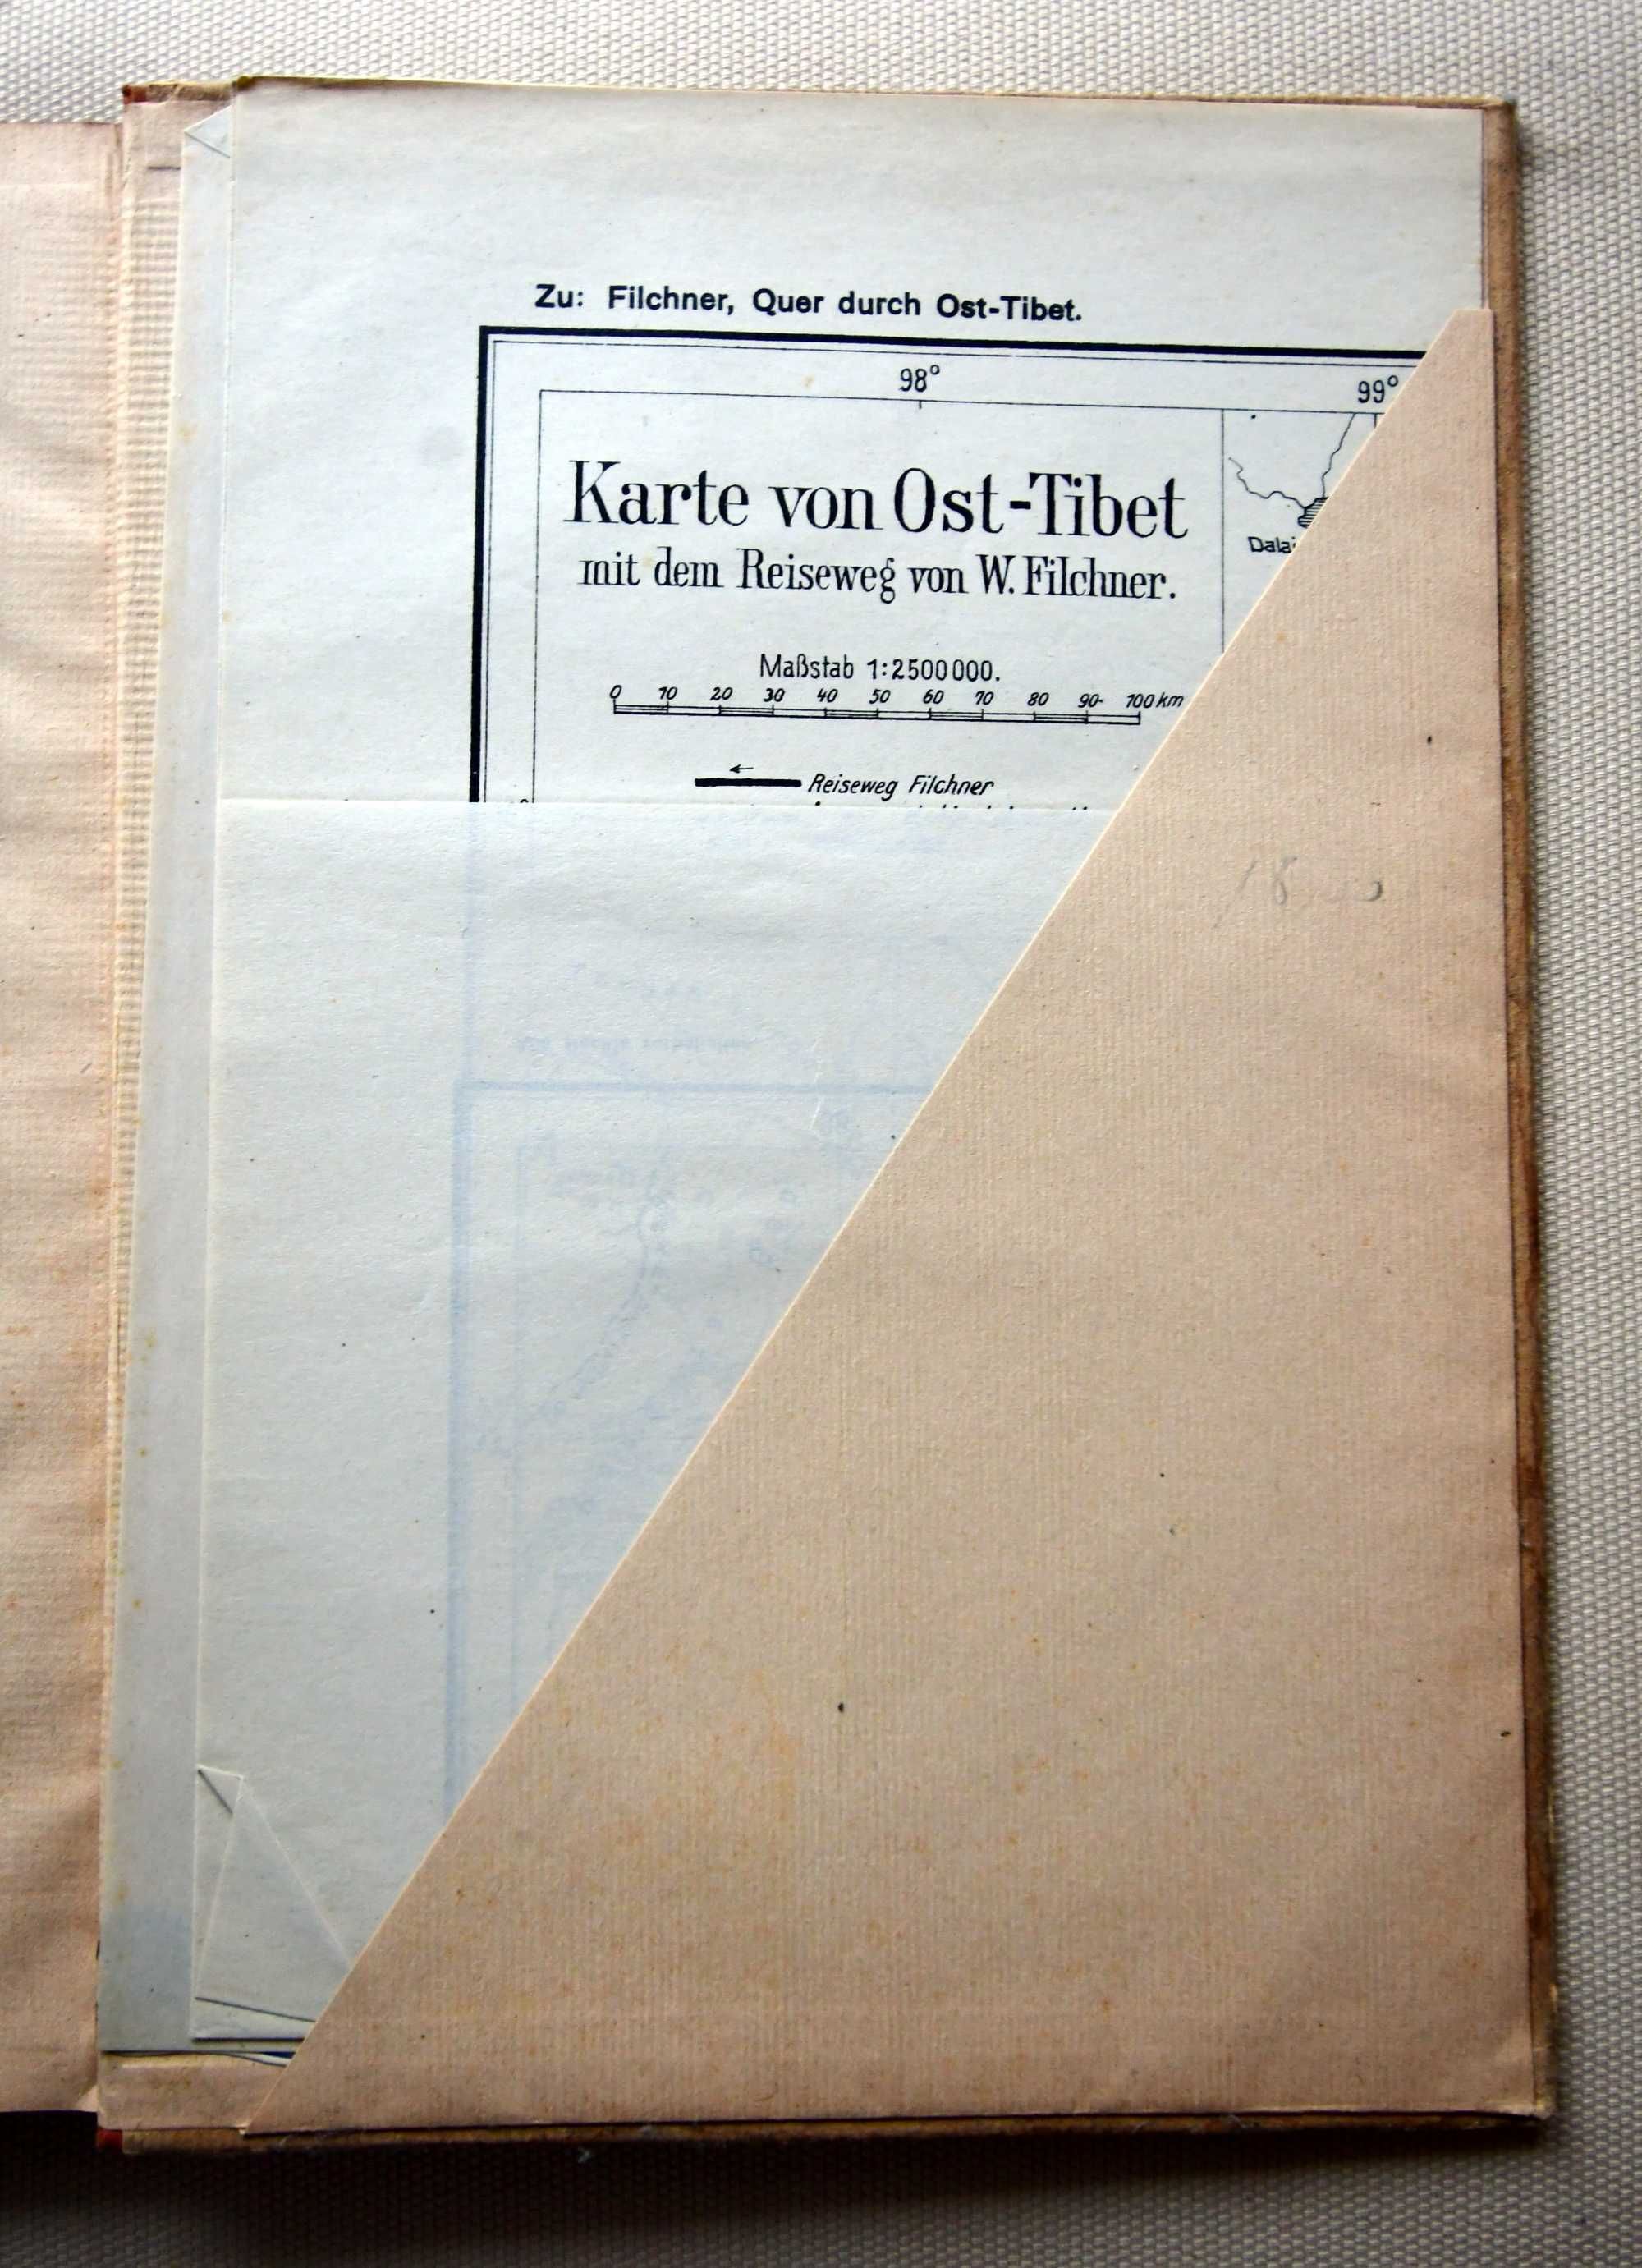 Zu: Filchner, Quer durch Ost-Tibet.
98° 99°
Karte von Ost-Tibet
mit dem Reiseweg von W. Filchner.
Dalai
Maßstab 1:2500000.
0 10 20 30 40 50 60 70 80 90 100 km
Reiseweg Filchner